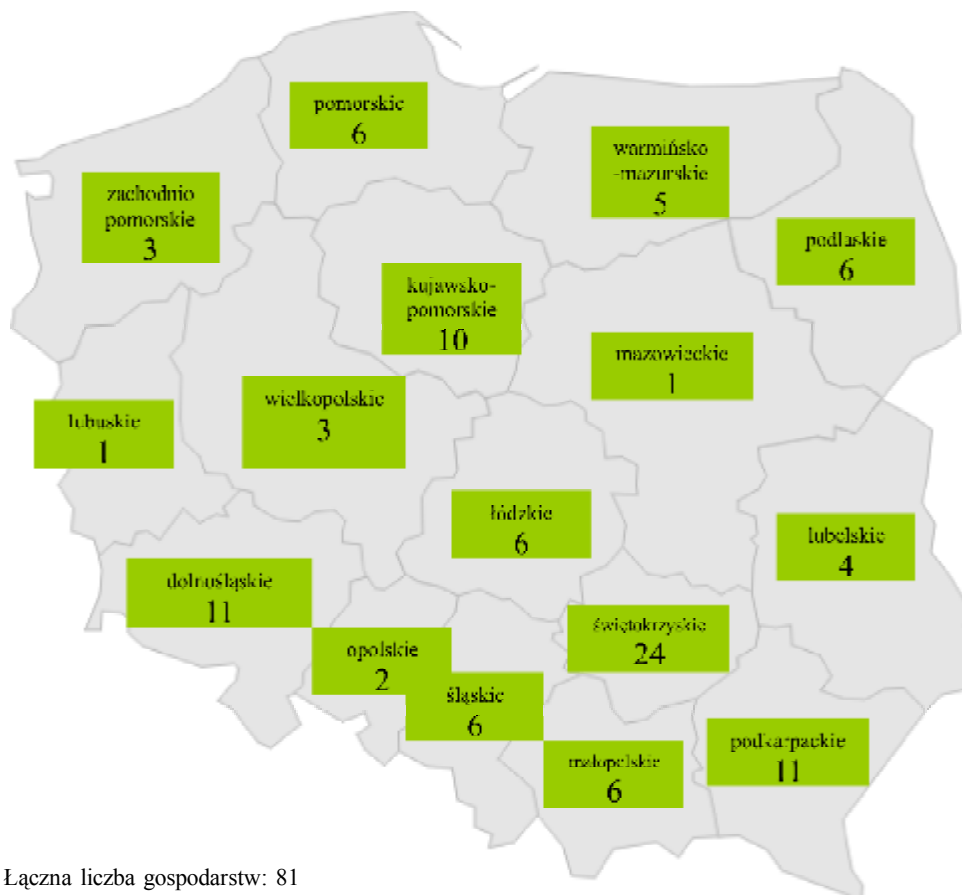 pomorskie
6
warmińsko
-mazurskie
5
zachodnio
pomorskie
3
podlaskie
6
kujawsko-
pomorskie
10
mazowieckie
1
wielkopolskie
3
lubuskie
1
łódzkie
6
lubelskie
4
dolnośląskie
11
świętokrzyskie
24
opolskie
2
śląskie
6
podkarpackie
11
małopolskie
6
Łączna liczba gospodarstw: 81